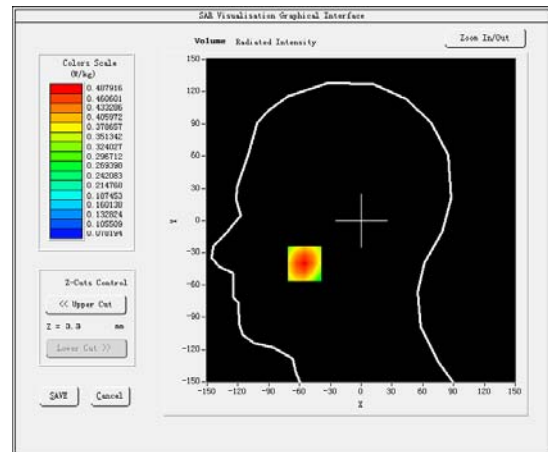 SAR Visualisation Graphical Interface
Volume Radiated Intensity
Zoom In/Out
Colors Scale
(W/kg)
0.487916
0.460601
0.433286
0.405972
0.378657
0.351342
0.324027
0.296712
0.269398
0.242083
0.214768
0.187453
0.160138
0.132824
0.105509
0.078194
Z-Cuts Control
<< Upper Cut
Z = 3.3 mm
Lower Cut >>
SAVE Cancel
150
120
90
60
30
0
-30
-60
-90
-120
-150
Y
-150 -120 -90 -60 -30 0 30 60 90 120 150
X